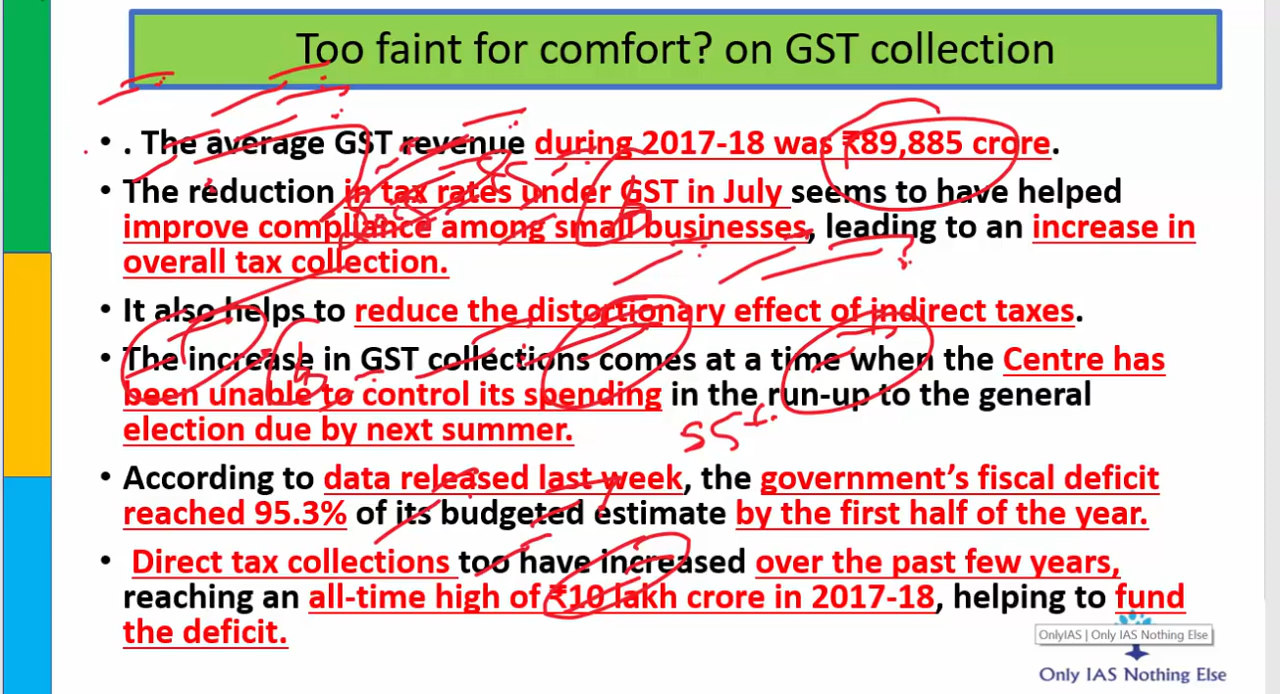 Too faint for comfort? on GST collection
• . The average GST revenue during 2017-18 was ₹89,885 crore.
• The reduction in tax rates under GST in July seems to have helped
improve compliance among small businesses, leading to an increase in
overall tax collection.
• It also helps to reduce the distortionary effect of indirect taxes.
• The increase in GST collections comes at a time when the Centre has
been unable to control its spending in the run-up to the general
election due by next summer.
• According to data released last week, the government's fiscal deficit
reached 95.3% of its budgeted estimate by the first half of the year.
• Direct tax collections too have increased over the past few years,
reaching an all-time high of ₹10 lakh crore in 2017-18, helping to fund
the deficit.
OnlyIAS | Only IAS Nothing Else
Only IAS Nothing Else